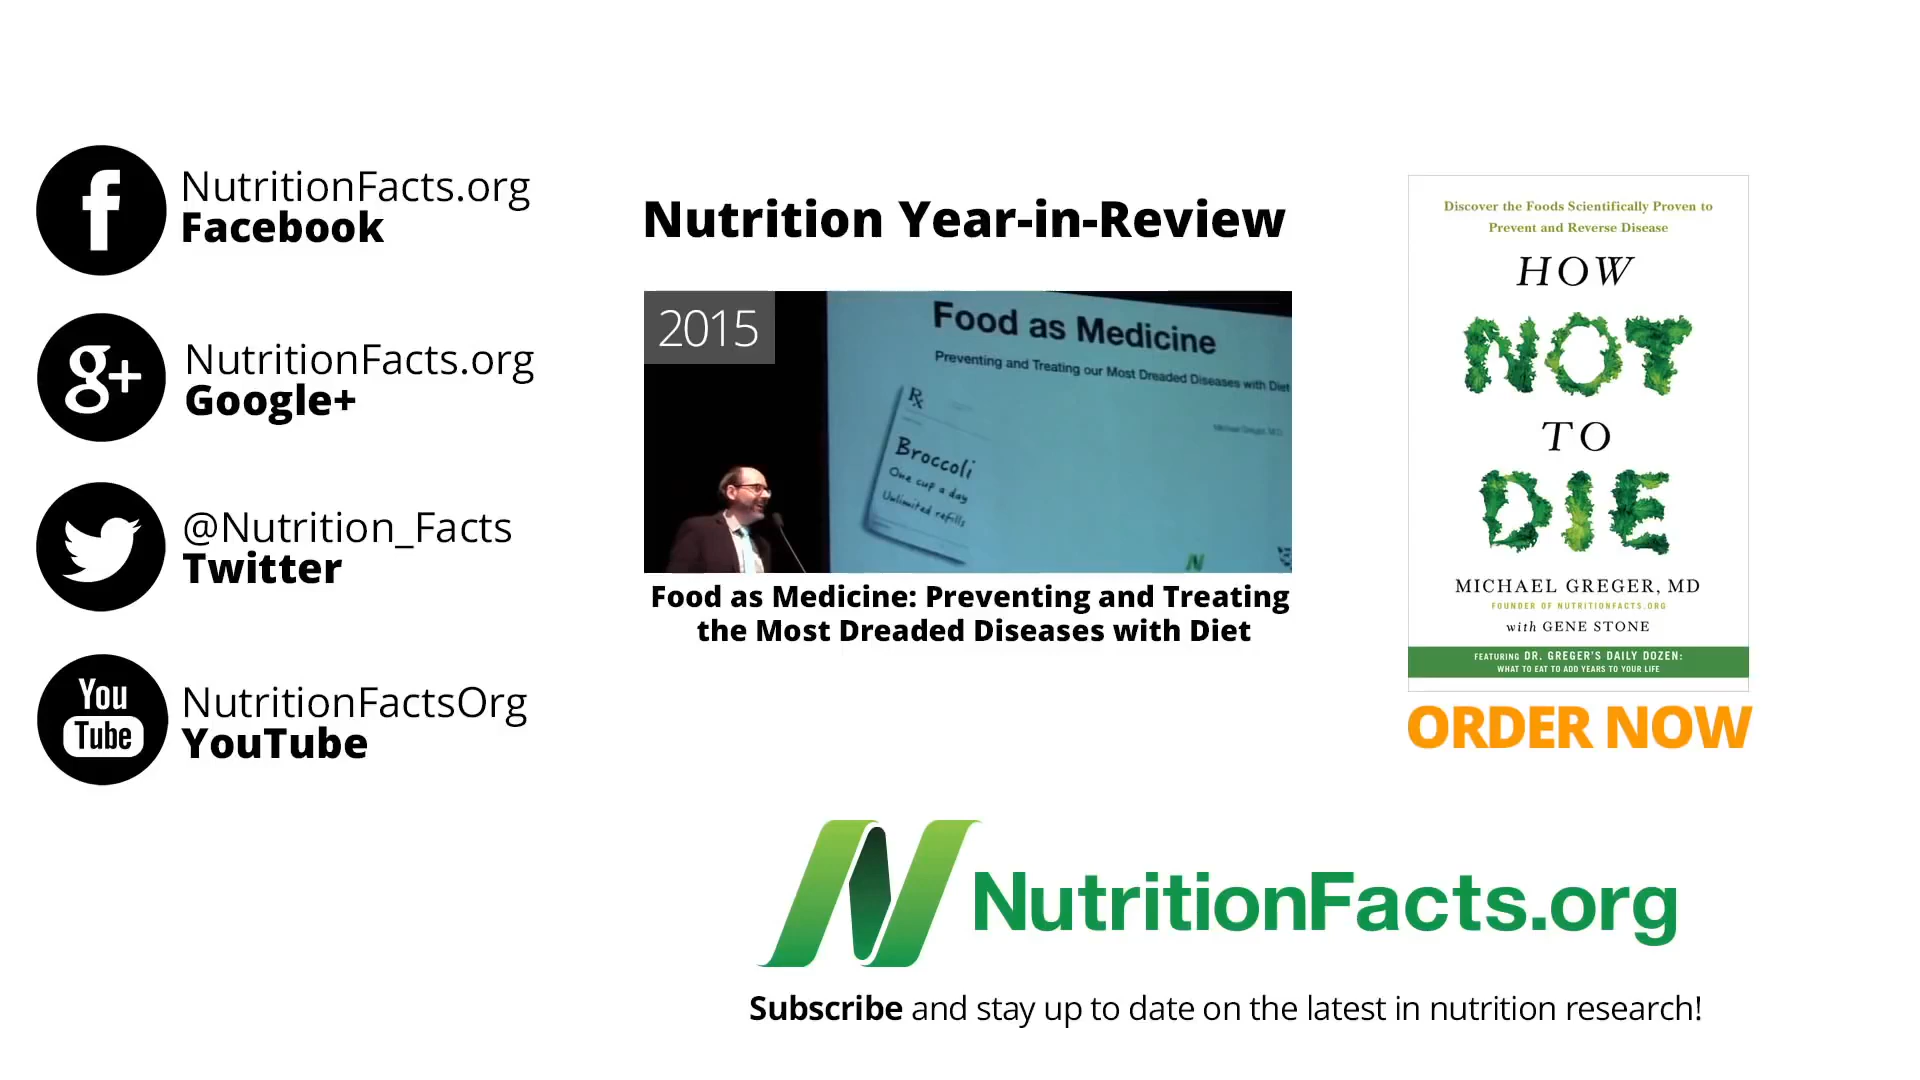 NutritionFacts.org
Facebook
g+
NutritionFacts.org
Google+
@Nutrition_Facts
Twitter
You
Tube
NutritionFactsOrg
YouTube
Nutrition Year-in-Review
2015
Food as Medicine
Preventing and Treating our Most Dreaded Diseases with Diet
Michael Greger, M.D.
Rx
Broccoli
One cup a day
Unlimited refills
Food as Medicine: Preventing and Treating
the Most Dreaded Diseases with Diet
Discover the Foods Scientifically Proven to
Prevent and Reverse Disease
HOW
NOT
TO
DIE
MICHAEL GREGER, MD
FOUNDER OF NUTRITIONFACTS.ORG
with GENE STONE
FEATURING DR. GREGER'S DAILY DOZEN:
WHAT TO EAT TO ADD YEARS TO YOUR LIFE
ORDER NOW
NutritionFacts.org
Subscribe and stay up to date on the latest in nutrition research!